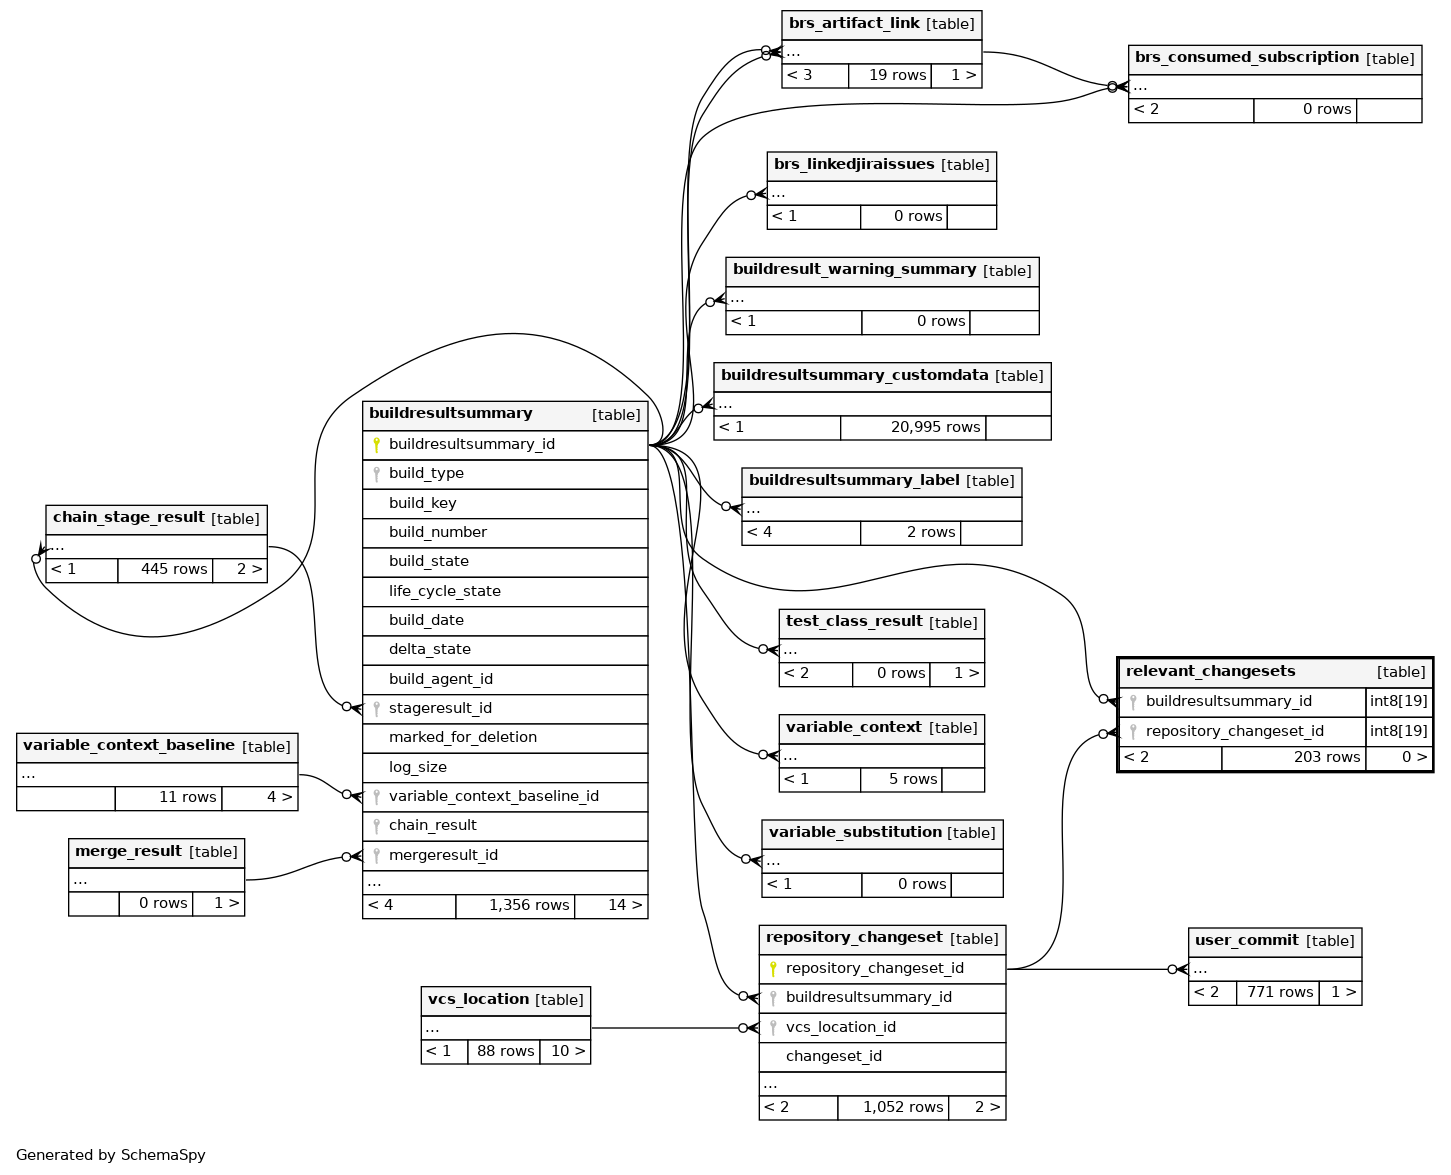 brs_artifact_link [table]
...
< 3 19 rows 1 >
brs_consumed_subscription [table]
...
< 2 0 rows
brs_linkedjiraissues [table]
...
< 1 0 rows
buildresult_warning_summary [table]
...
< 1 0 rows
buildresultsummary_customdata [table]
...
< 1 20,995 rows
buildresultsummary [table]
buildresultsummary_id
build_type
build_key
build_number
build_state
life_cycle_state
build_date
delta_state
build_agent_id
stageresult_id
marked_for_deletion
log_size
variable_context_baseline_id
chain_result
mergeresult_id
...
< 4 1,356 rows 14 >
buildresultsummary_label [table]
...
< 4 2 rows
chain_stage_result [table]
...
< 1 445 rows 2 >
test_class_result [table]
...
< 2 0 rows 1 >
relevant_changesets [table]
buildresultsummary_id int8[19]
repository_changeset_id int8[19]
< 2 203 rows 0 >
variable_context [table]
...
< 1 5 rows
variable_context_baseline [table]
...
11 rows 4 >
variable_substitution [table]
...
< 1 0 rows
merge_result [table]
...
0 rows 1 >
repository_changeset [table]
repository_changeset_id
buildresultsummary_id
vcs_location_id
changeset_id
...
< 2 1,052 rows 2 >
user_commit [table]
...
< 2 771 rows 1 >
vcs_location [table]
...
< 1 88 rows 10 >
Generated by SchemaSpy